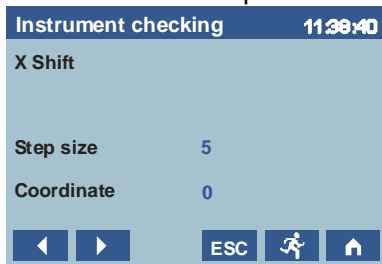 Instrument checking 11:38:40
X Shift
Step size 5
Coordinate 0
ESC